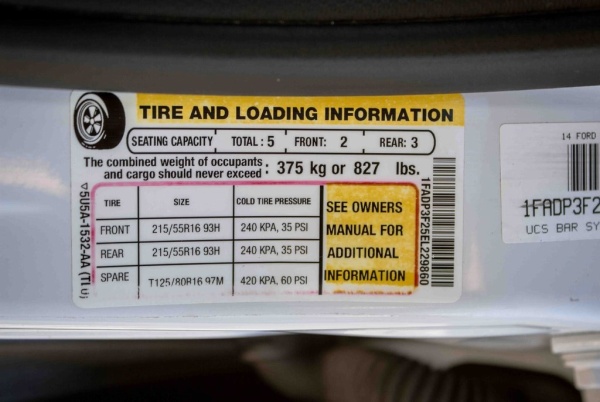 TIRE AND LOADING INFORMATION
SEATING CAPACITY TOTAL: 5 FRONT: 2 REAR: 3
The combined weight of occupants
and cargo should never exceed : 375 kg or 827 lbs.
TIRE SIZE COLD TIRE PRESSURE
FRONT 215/55R16 93H 240 KPA, 35 PSI
REAR 215/55R16 93H 240 KPA, 35 PSI
SPARE T125/80R16 97M 420 KPA, 60 PSI
SEE OWNERS
MANUAL FOR
ADDITIONAL
INFORMATION
5U5A-1532-AA
1FADP3F25EL229860
14 FORD
1FADP3F2
UCS BAR SY